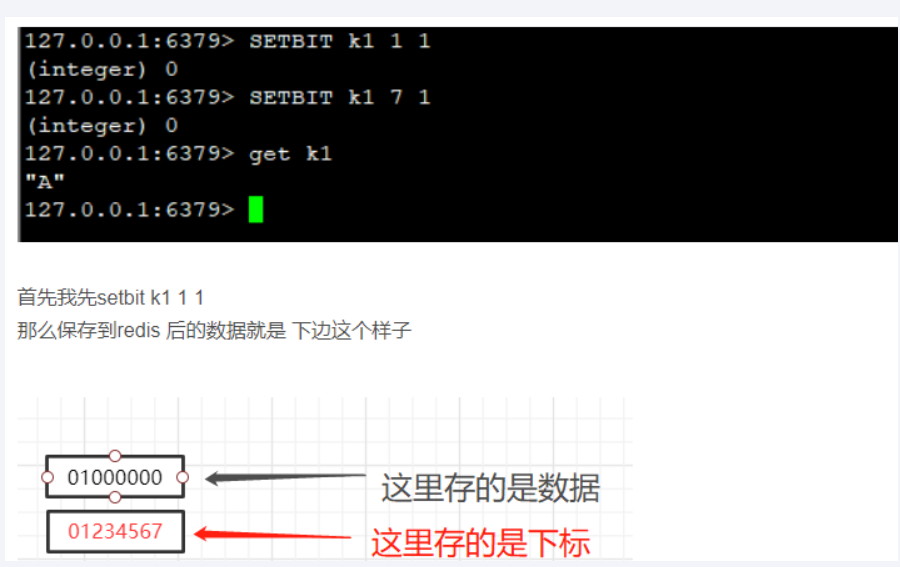 127.0.0.1:6379> SETBIT k1 1 1
(integer) 0
127.0.0.1:6379> SETBIT k1 7 1
(integer) 0
127.0.0.1:6379> get k1
"A"
127.0.0.1:6379>
首先我先setbit k1 1 1
那么保存到redis 后的数据就是 下边这个样子
01000000
这里存的是数据
01234567
这里存的是下标